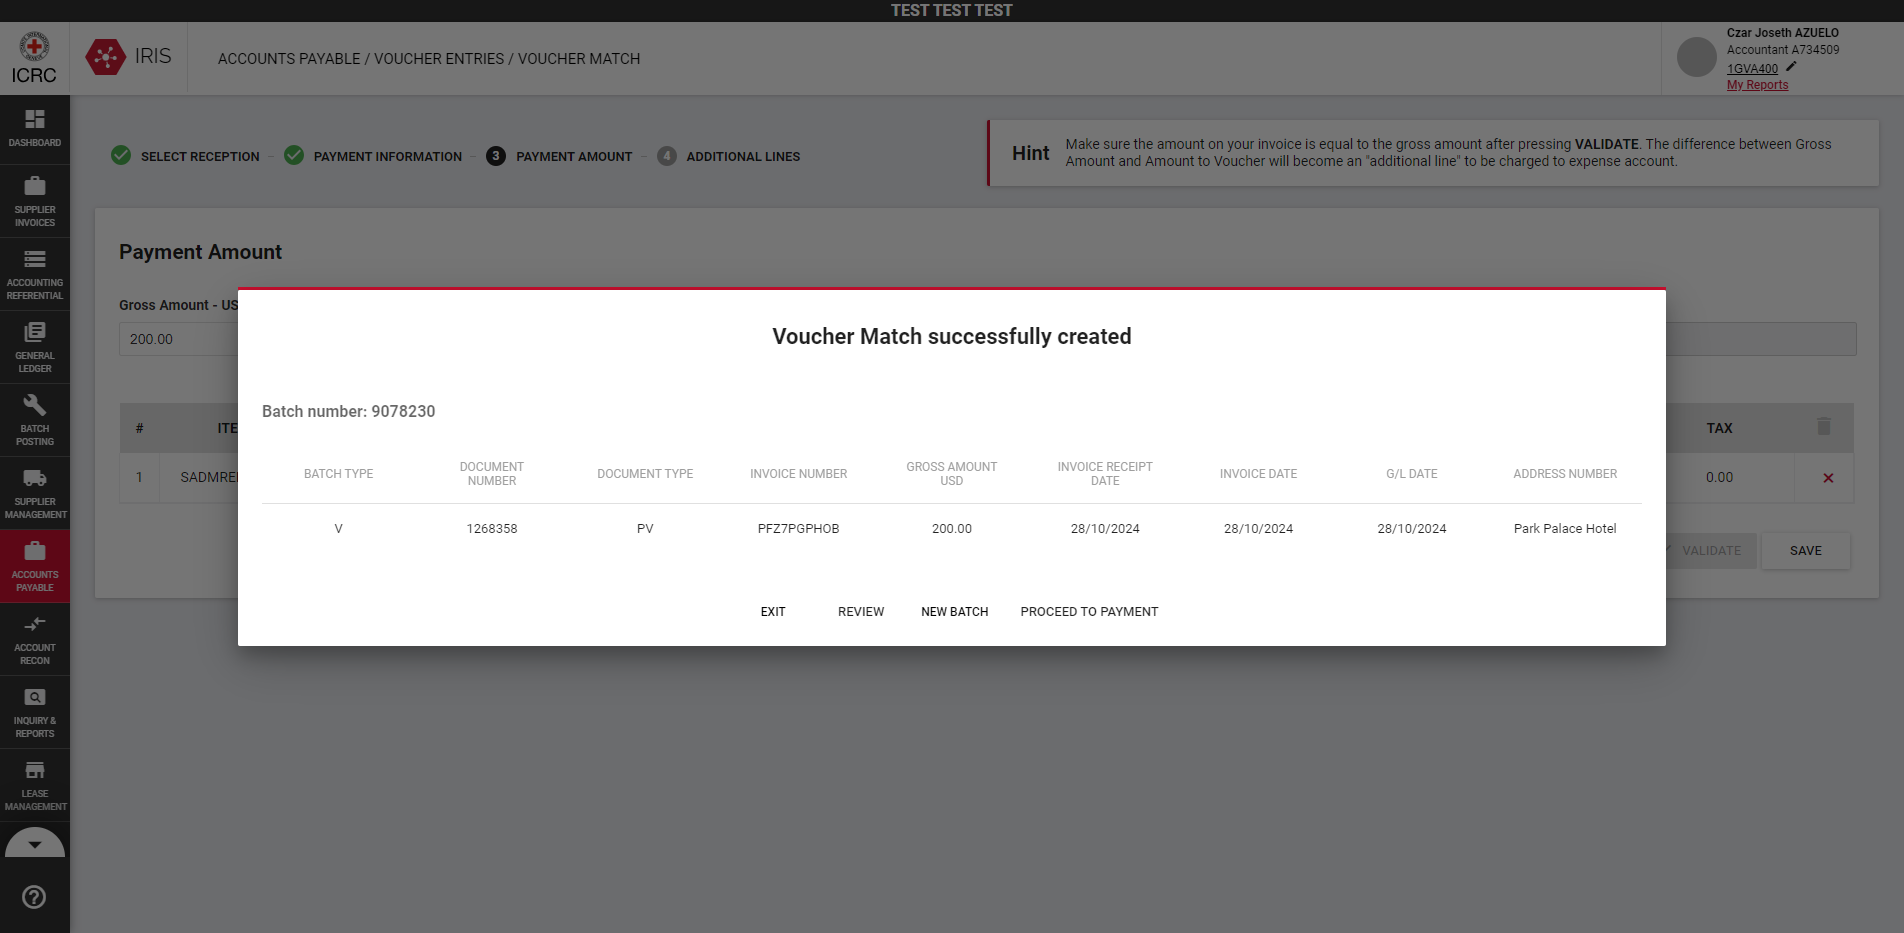 TEST TEST TEST
ICRC
IRIS
ACCOUNTS PAYABLE / VOUCHER ENTRIES / VOUCHER MATCH
Czar Joseth AZUELO
Accountant A734509
1GVA400
My Reports
DASHBOARD
SUPPLIER
INVOICES
ACCOUNTING
REFERENTIAL
GENERAL
LEDGER
BATCH
POSTING
SUPPLIER
MANAGEMENT
ACCOUNTS
PAYABLE
ACCOUNT
RECON
INQUIRY &
REPORTS
LEASE
MANAGEMENT
SELECT RECEPTION
PAYMENT INFORMATION
3 PAYMENT AMOUNT
4 ADDITIONAL LINES
Hint
Make sure the amount on your invoice is equal to the gross amount after pressing VALIDATE. The difference between Gross
Amount and Amount to Voucher will become an "additional line" to be charged to expense account.
Payment Amount
Gross Amount - US
200.00
# ITE TAX
1 SADMRE 0.00
VALIDATE SAVE
Voucher Match successfully created
Batch number: 9078230
BATCH TYPE DOCUMENT NUMBER DOCUMENT TYPE INVOICE NUMBER GROSS AMOUNT USD INVOICE RECEIPT DATE INVOICE DATE G/L DATE ADDRESS NUMBER
V 1268358 PV PFZ7PGPHOB 200.00 28/10/2024 28/10/2024 28/10/2024 Park Palace Hotel
EXIT REVIEW NEW BATCH PROCEED TO PAYMENT